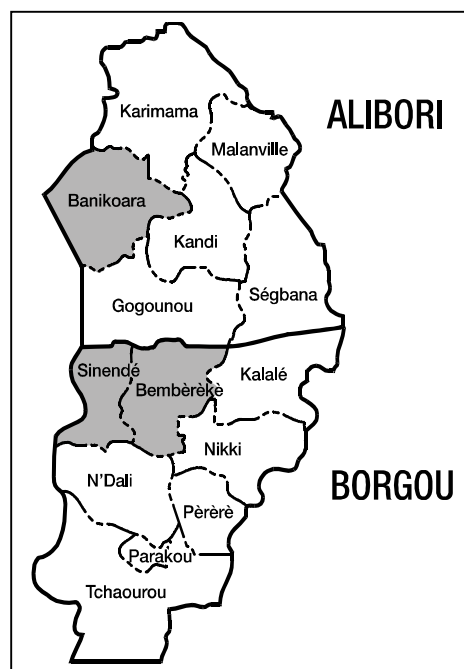 Karimama
ALIBORI
Malanville
Banikoara
Kandi
Ségbana
Gogounou
Sinendé
Kalalé
Bembèrèkè
Nikki
N'Dali
BORGOU
Pèrèrè
Parakou
Tchaourou